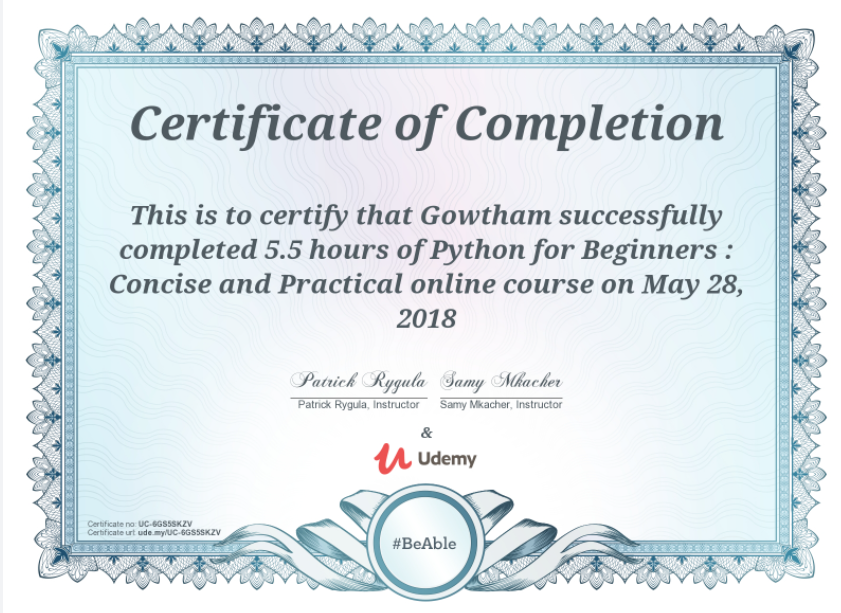 Certificate of Completion
This is to certify that Gowtham successfully
completed 5.5 hours of Python for Beginners :
Concise and Practical online course on May 28,
2018
Patrick Rygula Samy Mkacher
Patrick Rygula, Instructor Samy Mkacher, Instructor
&
Udemy
Certificate no: UC-6GS5SKZV
Certificate url: ude.my/UC-6GS5SKZV
#BeAble